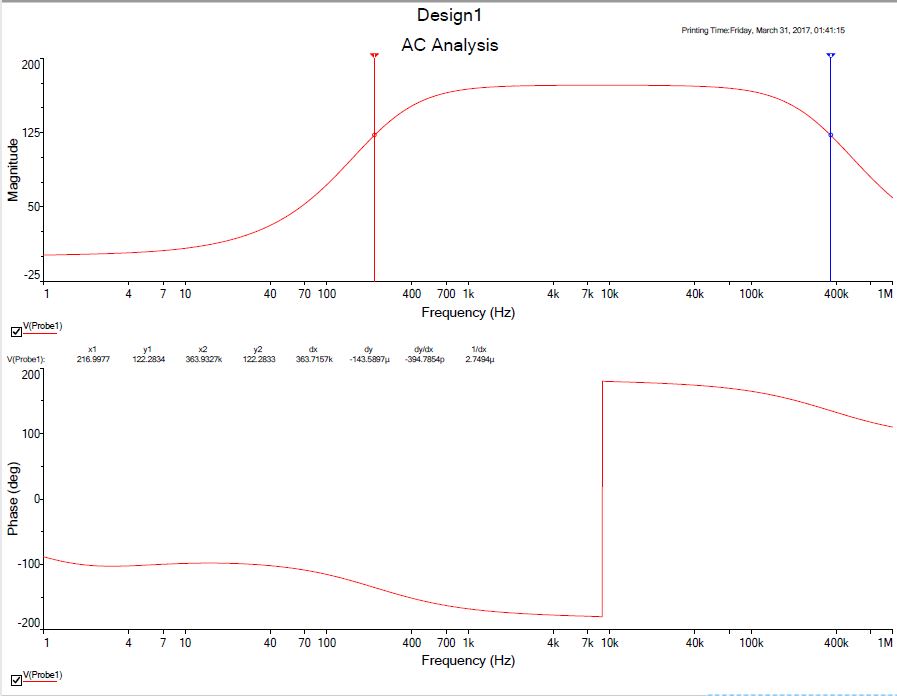 Design1
Printing Time:Friday, March 31, 2017, 01:41:15
AC Analysis
200
125
50
-25
Magnitude
1 4 7 10 40 70 100 400 700 1k 4k 7k 10k 40k 100k 400k 1M
Frequency (Hz)
V(Probe1)
x1 y1 x2 y2 dx dy dy/dx 1/dx
V(Probe1): 216.9977 122.2834 363.9327k 122.2833 363.7157k -143.5897µ -394.7854p 2.7494µ
200
100
0
-100
-200
Phase (deg)
1 4 7 10 40 70 100 400 700 1k 4k 7k 10k 40k 100k 400k 1M
Frequency (Hz)
V(Probe1)